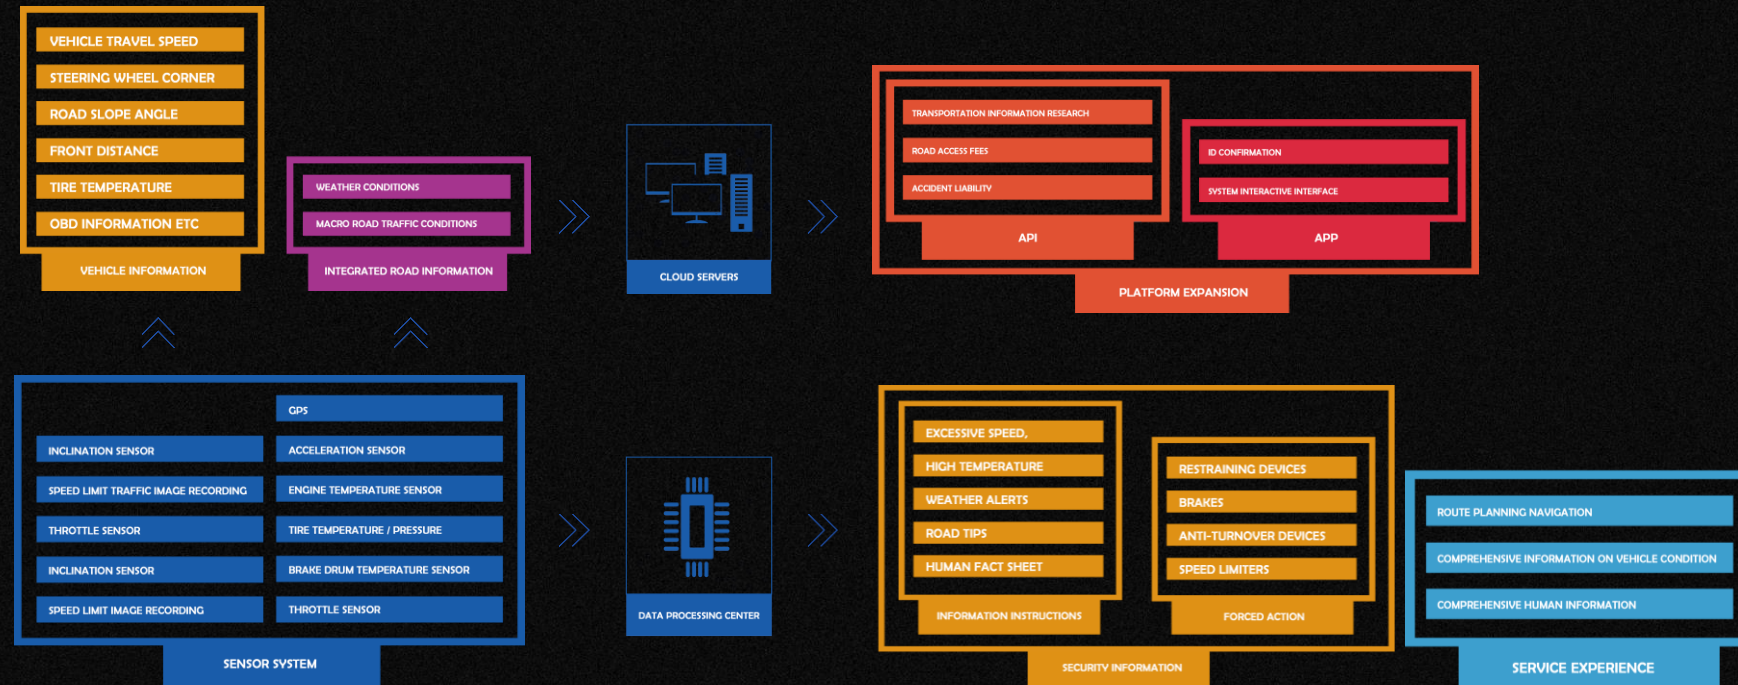 VEHICLE TRAVEL SPEED
STEERING WHEEL CORNER
ROAD SLOPE ANGLE
FRONT DISTANCE
TIRE TEMPERATURE
OBD INFORMATION ETC
VEHICLE INFORMATION
WEATHER CONDITIONS
MACRO ROAD TRAFFIC CONDITIONS
INTEGRATED ROAD INFORMATION
CLOUD SERVERS
TRANSPORTATION INFORMATION RESEARCH
ROAD ACCESS FEES
ACCIDENT LIABILITY
API
ID CONFIRMATION
SYSTEM INTERACTIVE INTERFACE
APP
PLATFORM EXPANSION
INCLINATION SENSOR
SPEED LIMIT TRAFFIC IMAGE RECORDING
THROTTLE SENSOR
INCLINATION SENSOR
SPEED LIMIT IMAGE RECORDING
GPS
ACCELERATION SENSOR
ENGINE TEMPERATURE SENSOR
TIRE TEMPERATURE / PRESSURE
BRAKE DRUM TEMPERATURE SENSOR
THROTTLE SENSOR
SENSOR SYSTEM
DATA PROCESSING CENTER
EXCESSIVE SPEED,
HIGH TEMPERATURE
WEATHER ALERTS
ROAD TIPS
HUMAN FACT SHEET
INFORMATION INSTRUCTIONS
RESTRAINING DEVICES
BRAKES
ANTI-TURNOVER DEVICES
SPEED LIMITERS
FORCED ACTION
SECURITY INFORMATION
ROUTE PLANNING NAVIGATION
COMPREHENSIVE INFORMATION ON VEHICLE CONDITION
COMPREHENSIVE HUMAN INFORMATION
SERVICE EXPERIENCE